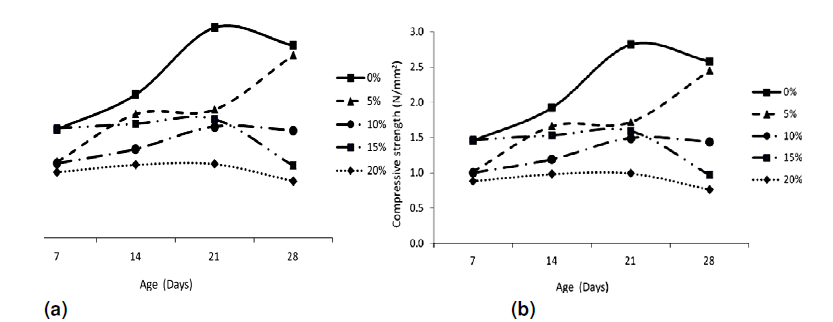 0%
5%
10%
15%
20%
7 14 21 28
Age (Days)
(a)
Compressive strength (N/mm²)
3.0
2.5
2.0
1.5
1.0
0.5
0.0
0%
5%
10%
15%
20%
7 14 21 28
Age (Days)
(b)